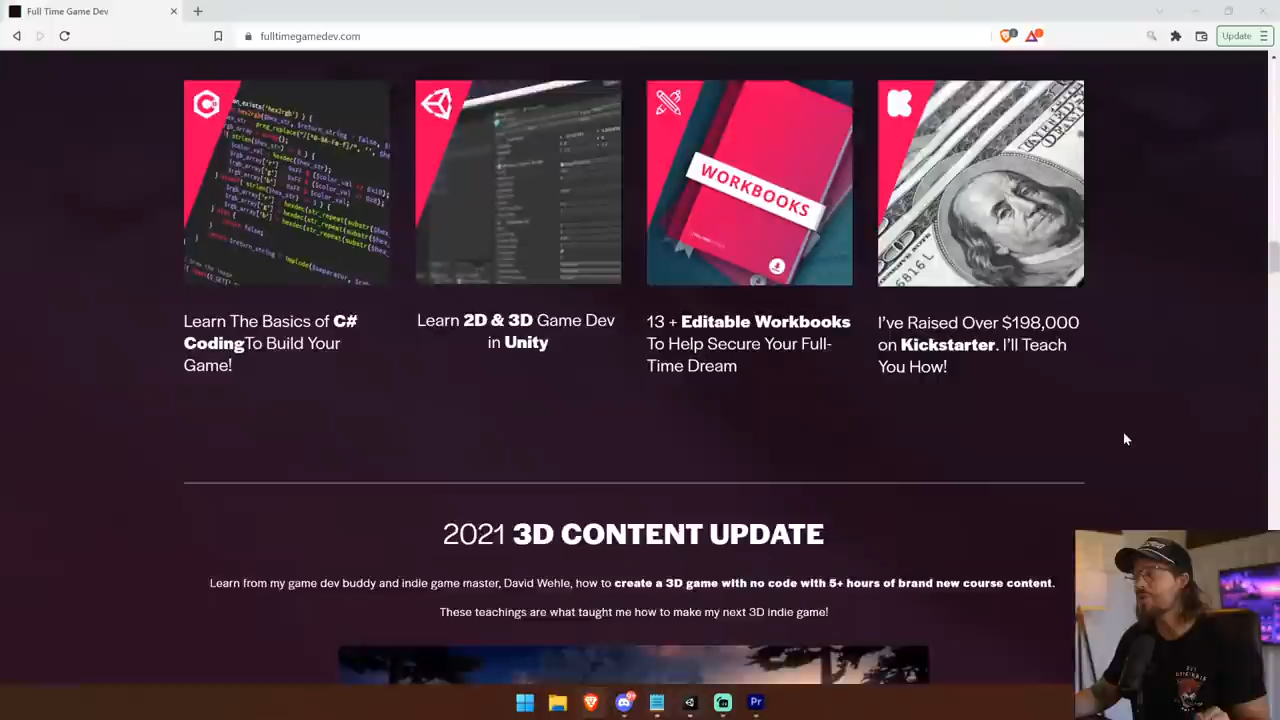 Full Time Game Dev
fulltimegamedev.com
Update
WORKBOOKS
Learn The Basics of C#
CodingTo Build Your
Game!
Learn 2D & 3D Game Dev
in Unity
13 + Editable Workbooks
To Help Secure Your Full-
Time Dream
I've Raised Over $198,000
on Kickstarter. I'll Teach
You How!
2021 3D CONTENT UPDATE
Learn from my game dev buddy and indie game master, David Wehle, how to create a 3D game with no code with 5+ hours of brand new course content.
These teachings are what taught me how to make my next 3D indie game!
Pr